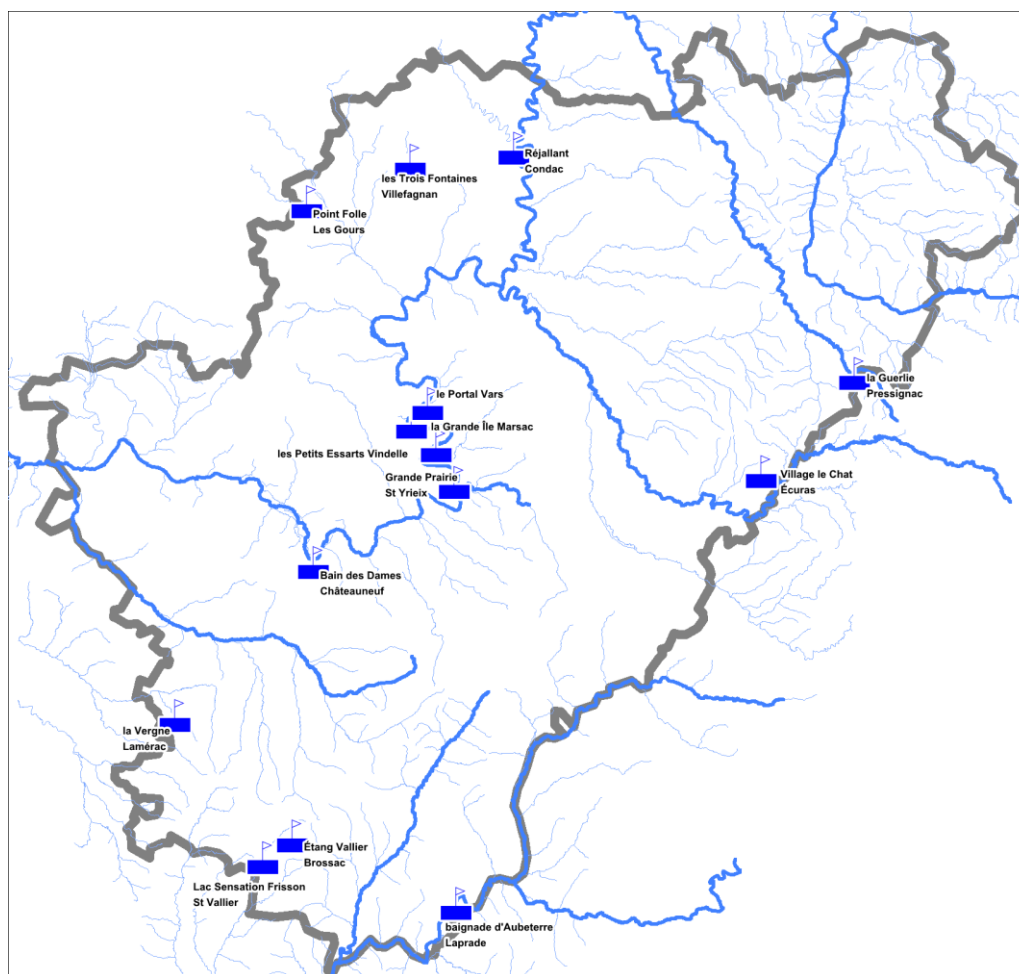 Réjallant
Condac
les Trois Fontaines
Villefagnan
Point Folle
Les Gours
la Guerlie
Pressignac
le Portal Vars
la Grande Île Marsac
les Petits Essarts Vindelle
Grande Prairie
St Yrieix
Village le Chat
Écuras
Bain des Dames
Châteauneuf
la Vergne
Lamérac
Étang Vallier
Brossac
Lac Sensation Frisson
St Vallier
baignade d'Aubeterre
Laprade